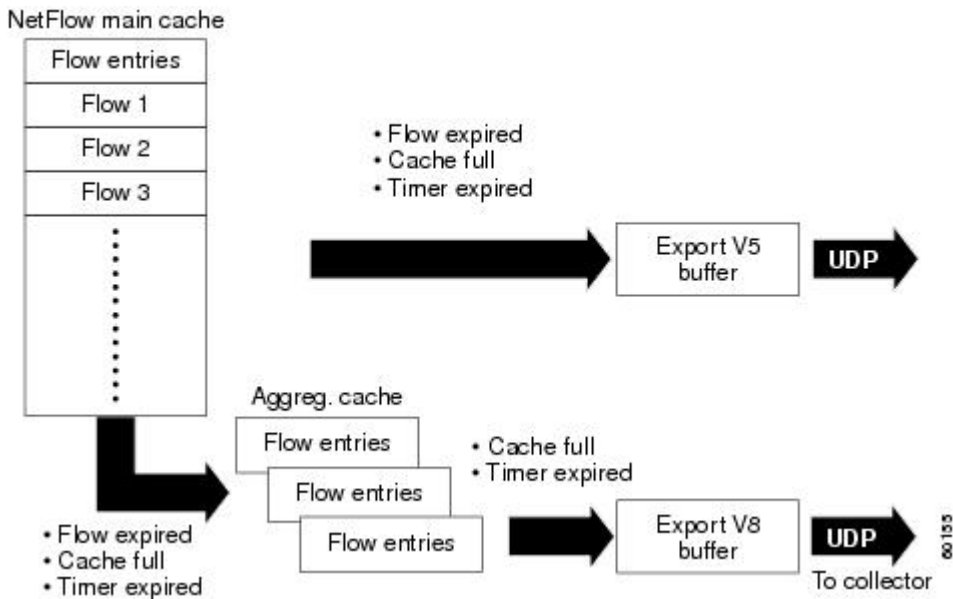 NetFlow main cache
Flow entries
Flow 1
Flow 2
Flow 3
• Flow expired
• Cache full
• Timer expired
Export V5
buffer
UDP
Aggreg. cache
Flow entries
Flow entries
Flow entries
• Flow expired
• Cache full
• Timer expired
• Cache full
• Timer expired
Export V8
buffer
UDP
To collector
60155